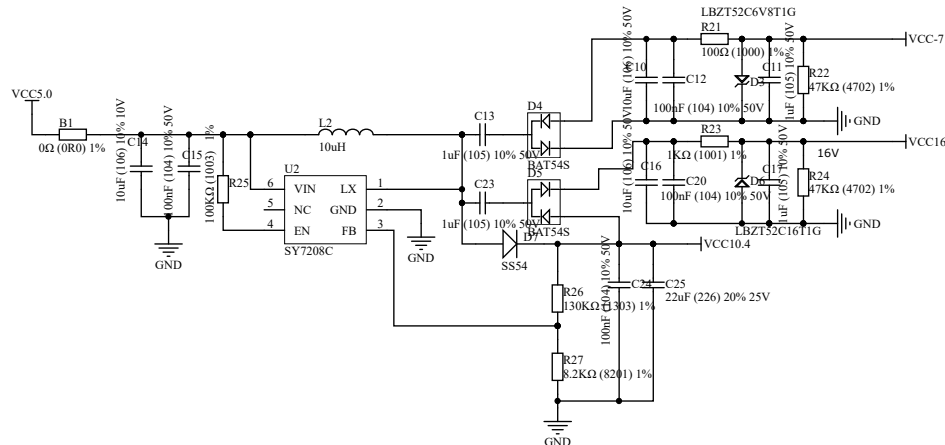 LBZT52C6V8T1G
R21
100Ω (1000) 1%
VCC-7
C10
10uF (106) 10% 50V
C12
100nF (104) 10% 50V
D3
C11
1uF (105) 10% 50V
R22
47KΩ (4702) 1%
GND
VCC5.0
B1
0Ω (0R0) 1%
C14
10uF (106) 10% 10V
C15
100nF (104) 10% 50V
R25
100KΩ (1003) 1%
L2
10uH
C13
1uF (105) 10% 50V
D4
BAT54S
R23
1KΩ (1001) 1%
16V
VCC16
C16
10uF (106) 10% 50V
C20
100nF (104) 10% 50V
D6
C17
1uF (105) 10% 50V
R24
47KΩ (4702) 1%
LBZT52C16T1G
GND
U2
6 VIN LX 1
5 NC GND 2
4 EN FB 3
SY7208C
GND
GND
C23
1uF (105) 10% 50V
D5
BAT54S
D7
SS54
VCC10.4
R26
130KΩ (1303) 1%
C24
100nF (104) 10% 50V
C25
22uF (226) 20% 25V
R27
8.2KΩ (8201) 1%
GND